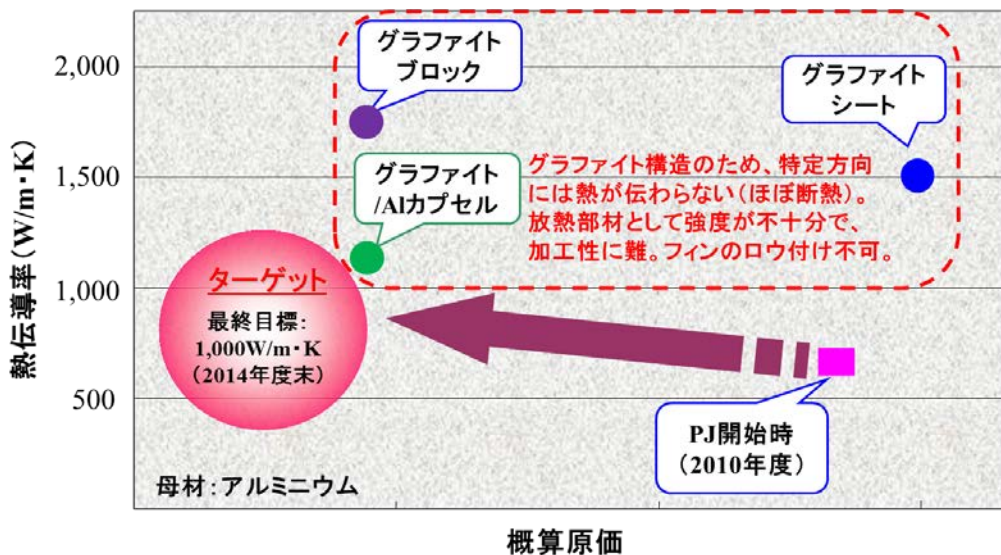 熱伝導率(W/m・K)
2,000
1,500
1,000
500
グラファイト
ブロック
グラファイト
シート
グラファイト
/Alカプセル
グラファイト構造のため、特定方向
には熱が伝わらない(ほぼ断熱)。
放熱部材として強度が不十分で、
加工性に難。フィンのロウ付け不可。
ターゲット
最終目標:
1,000W/m・K
(2014年度末)
PJ開始時
(2010年度)
母材:アルミニウム
概算原価